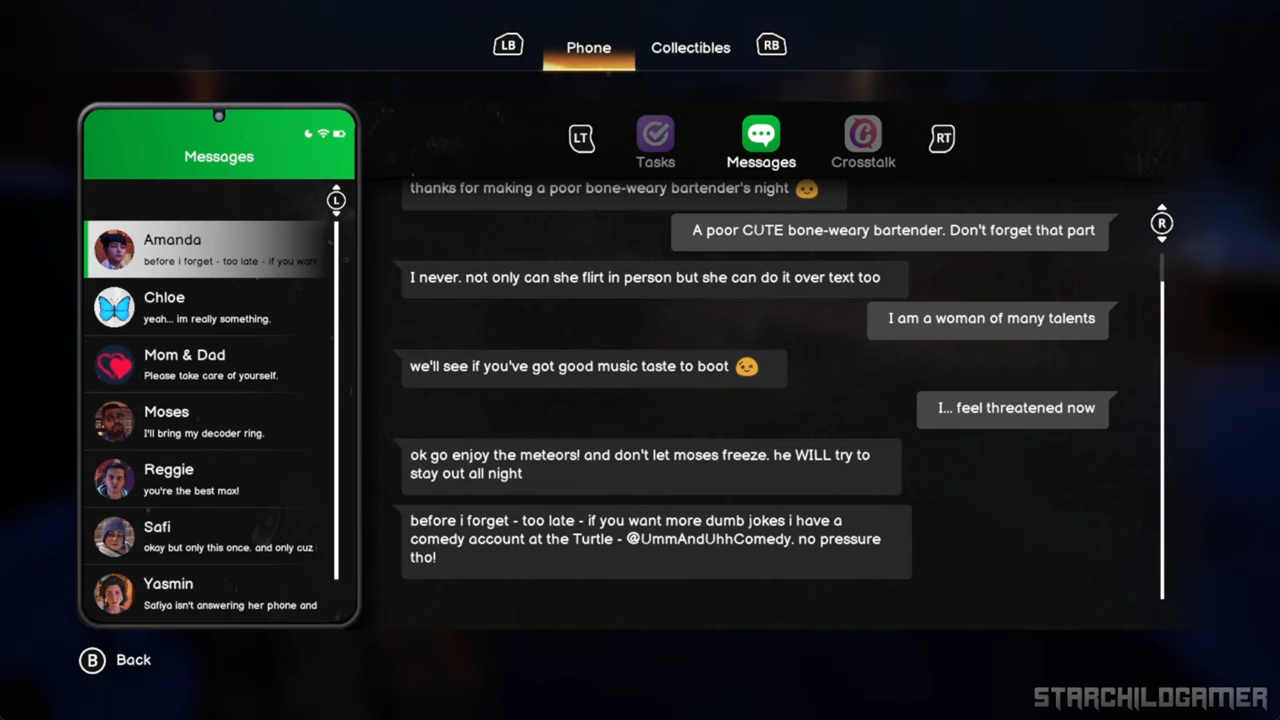 LB
Phone
Collectibles
RB
Messages
L
Amanda
before i forget - too late - if you want
Chloe
yeah... im really something.
Mom & Dad
Please take care of yourself.
Moses
I'll bring my decoder ring.
Reggie
you're the best max!
Safi
okay but only this once. and only cuz
Yasmin
Safiya isn't answering her phone and
LT
Tasks
Messages
Crosstalk
RT
R
thanks for making a poor bone-weary bartender's night
A poor CUTE bone-weary bartender. Don't forget that part
I never. not only can she flirt in person but she can do it over text too
I am a woman of many talents
we'll see if you've got good music taste to boot
I... feel threatened now
ok go enjoy the meteors! and don't let moses freeze. he WILL try to
stay out all night
before i forget - too late - if you want more dumb jokes i have a
comedy account at the Turtle - @UmmAndUhhComedy. no pressure
tho!
B Back
STARCHILDGAMER